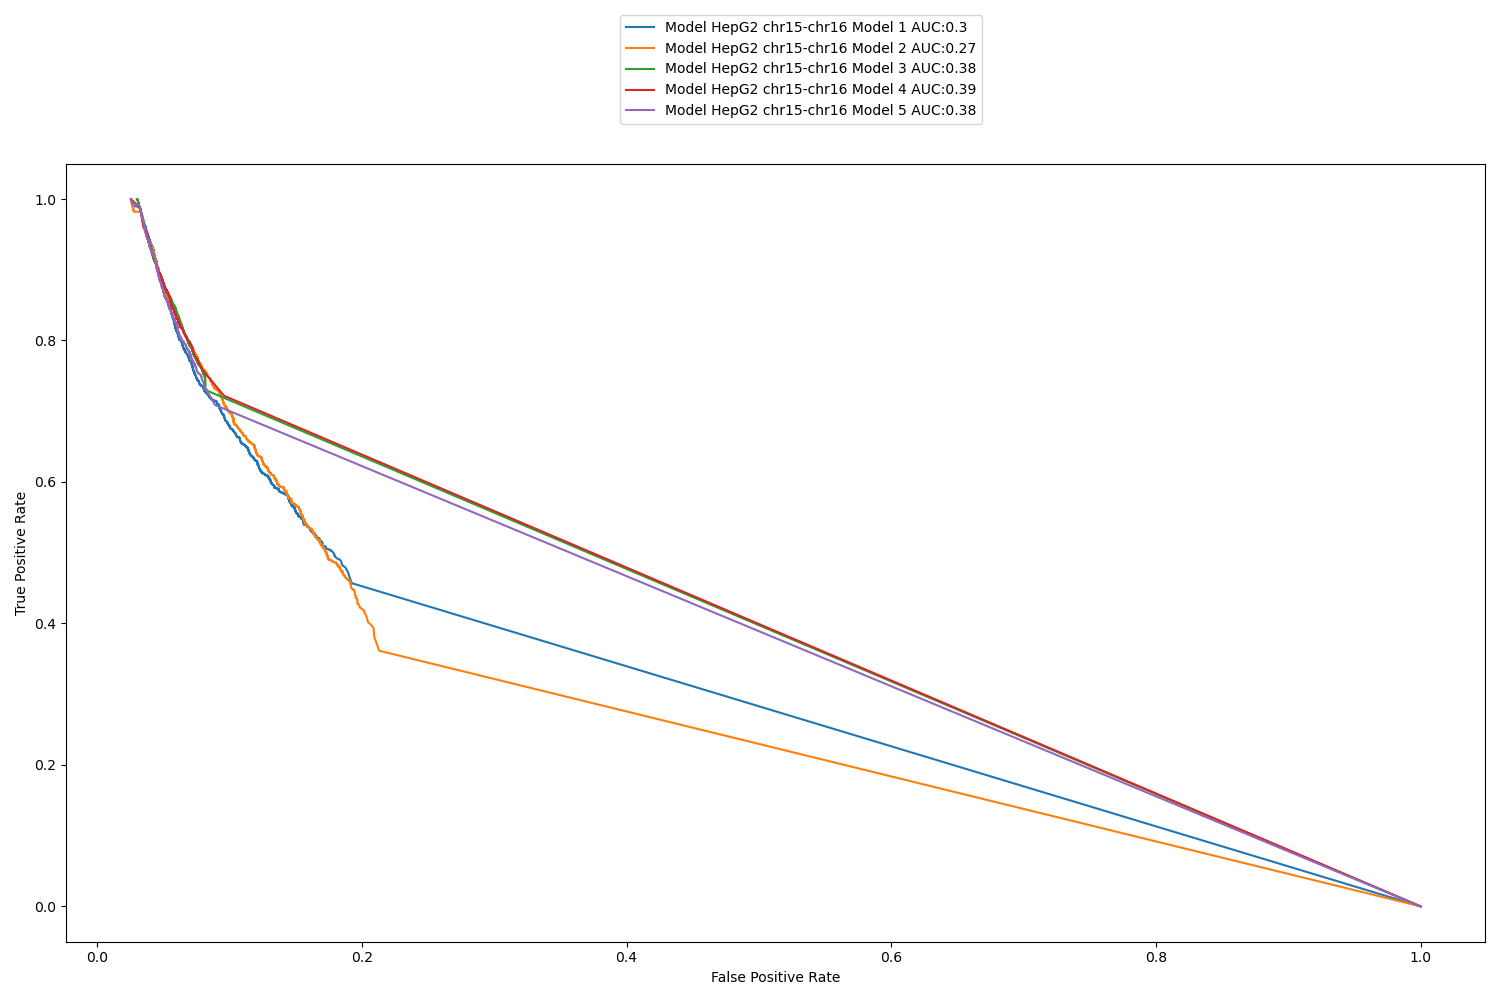 Model HepG2 chr15-chr16 Model 1 AUC:0.3
Model HepG2 chr15-chr16 Model 2 AUC:0.27
Model HepG2 chr15-chr16 Model 3 AUC:0.38
Model HepG2 chr15-chr16 Model 4 AUC:0.39
Model HepG2 chr15-chr16 Model 5 AUC:0.38
1.0
0.8
0.6
0.4
0.2
0.0
True Positive Rate
0.0 0.2 0.4 0.6 0.8 1.0
False Positive Rate